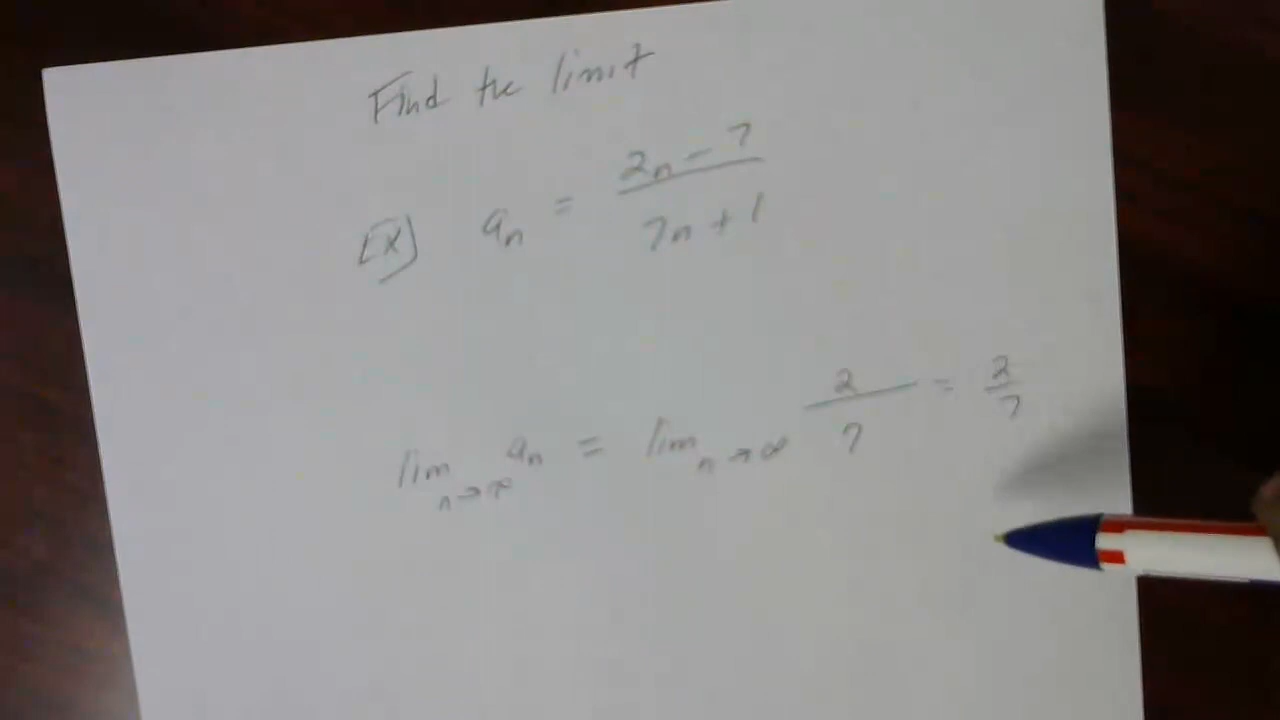 Find the limit
EX] aₙ = (2n - 7)/(7n + 1)
lim n→∞ aₙ = lim n→∞ 2/7 = 2/7